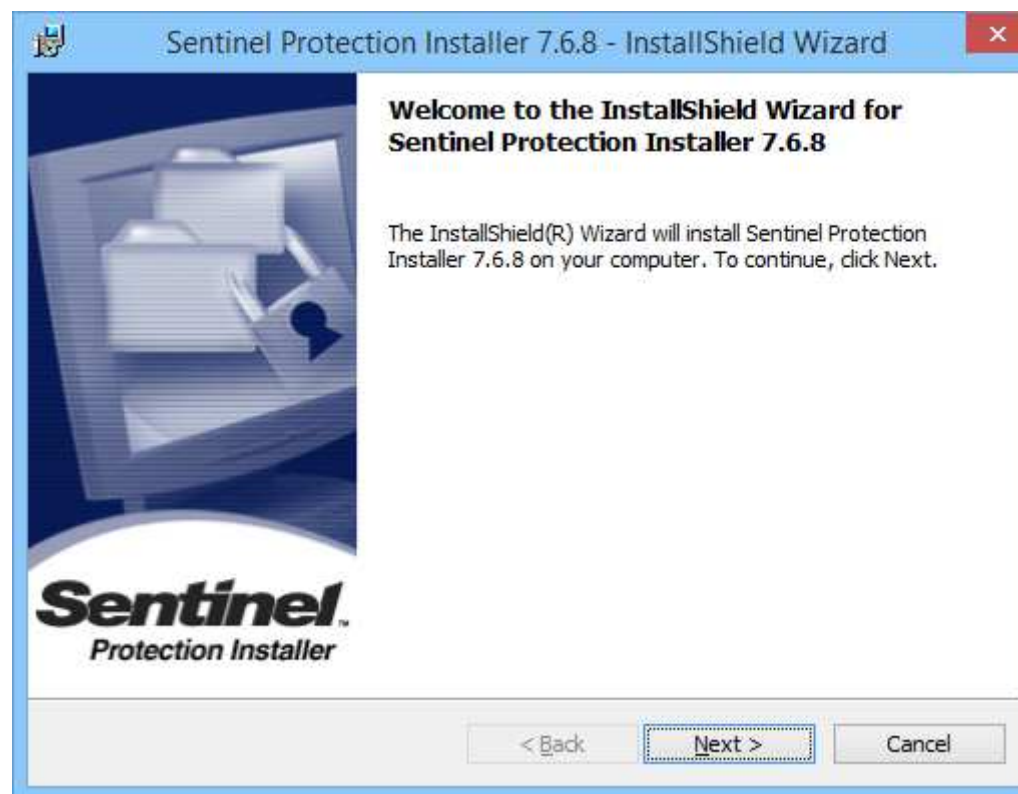 Sentinel Protection Installer 7.6.8 - InstallShield Wizard
Welcome to the InstallShield Wizard for
Sentinel Protection Installer 7.6.8
The InstallShield(R) Wizard will install Sentinel Protection
Installer 7.6.8 on your computer. To continue, click Next.
Sentinel™
Protection Installer
< Back Next > Cancel